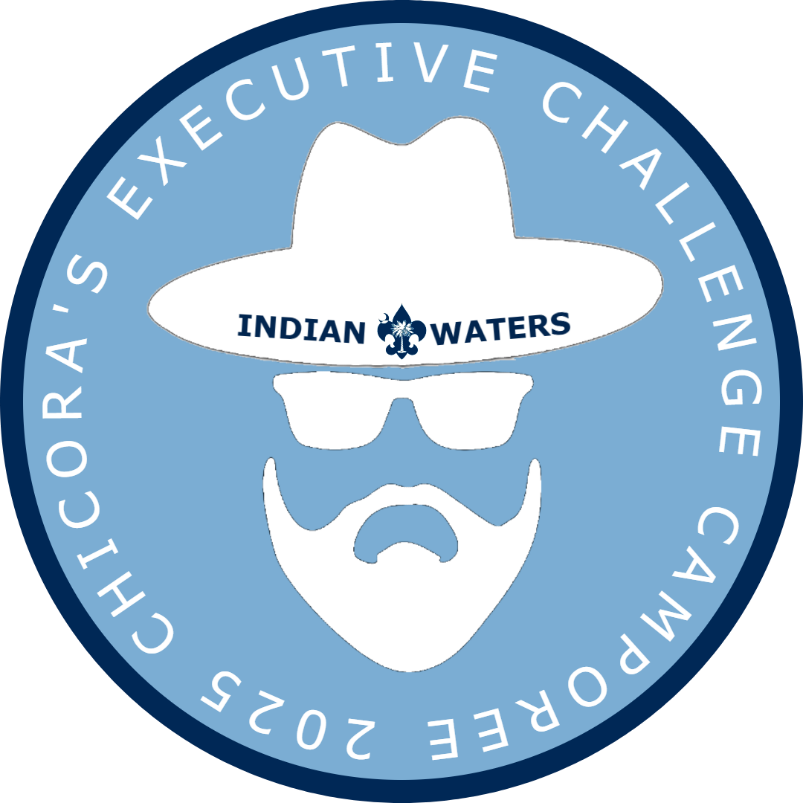 CHICORA'S EXECUTIVE CHALLENGE CAMPOREE 2025
INDIAN WATERS